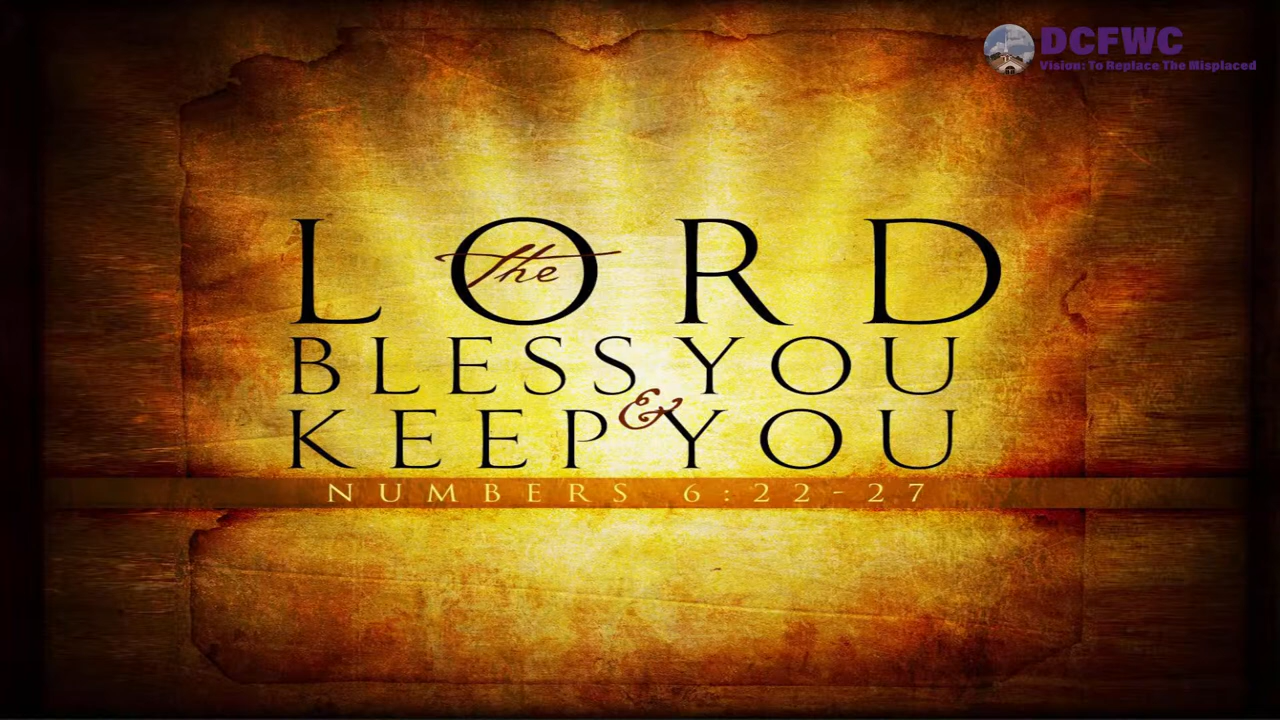 DCFWC
Vision: To Replace The Misplaced
the LORD
BLESS YOU
&
KEEP YOU
NUMBERS 6:22-27